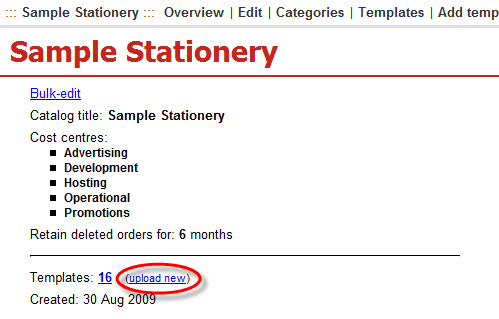 ::: Sample Stationery ::: Overview | Edit | Categories | Templates | Add temp
Sample Stationery
Bulk-edit
Catalog title: Sample Stationery
Cost centres:
■ Advertising
■ Development
■ Hosting
■ Operational
■ Promotions
Retain deleted orders for: 6 months
Templates: 16 (upload new)
Created: 30 Aug 2009